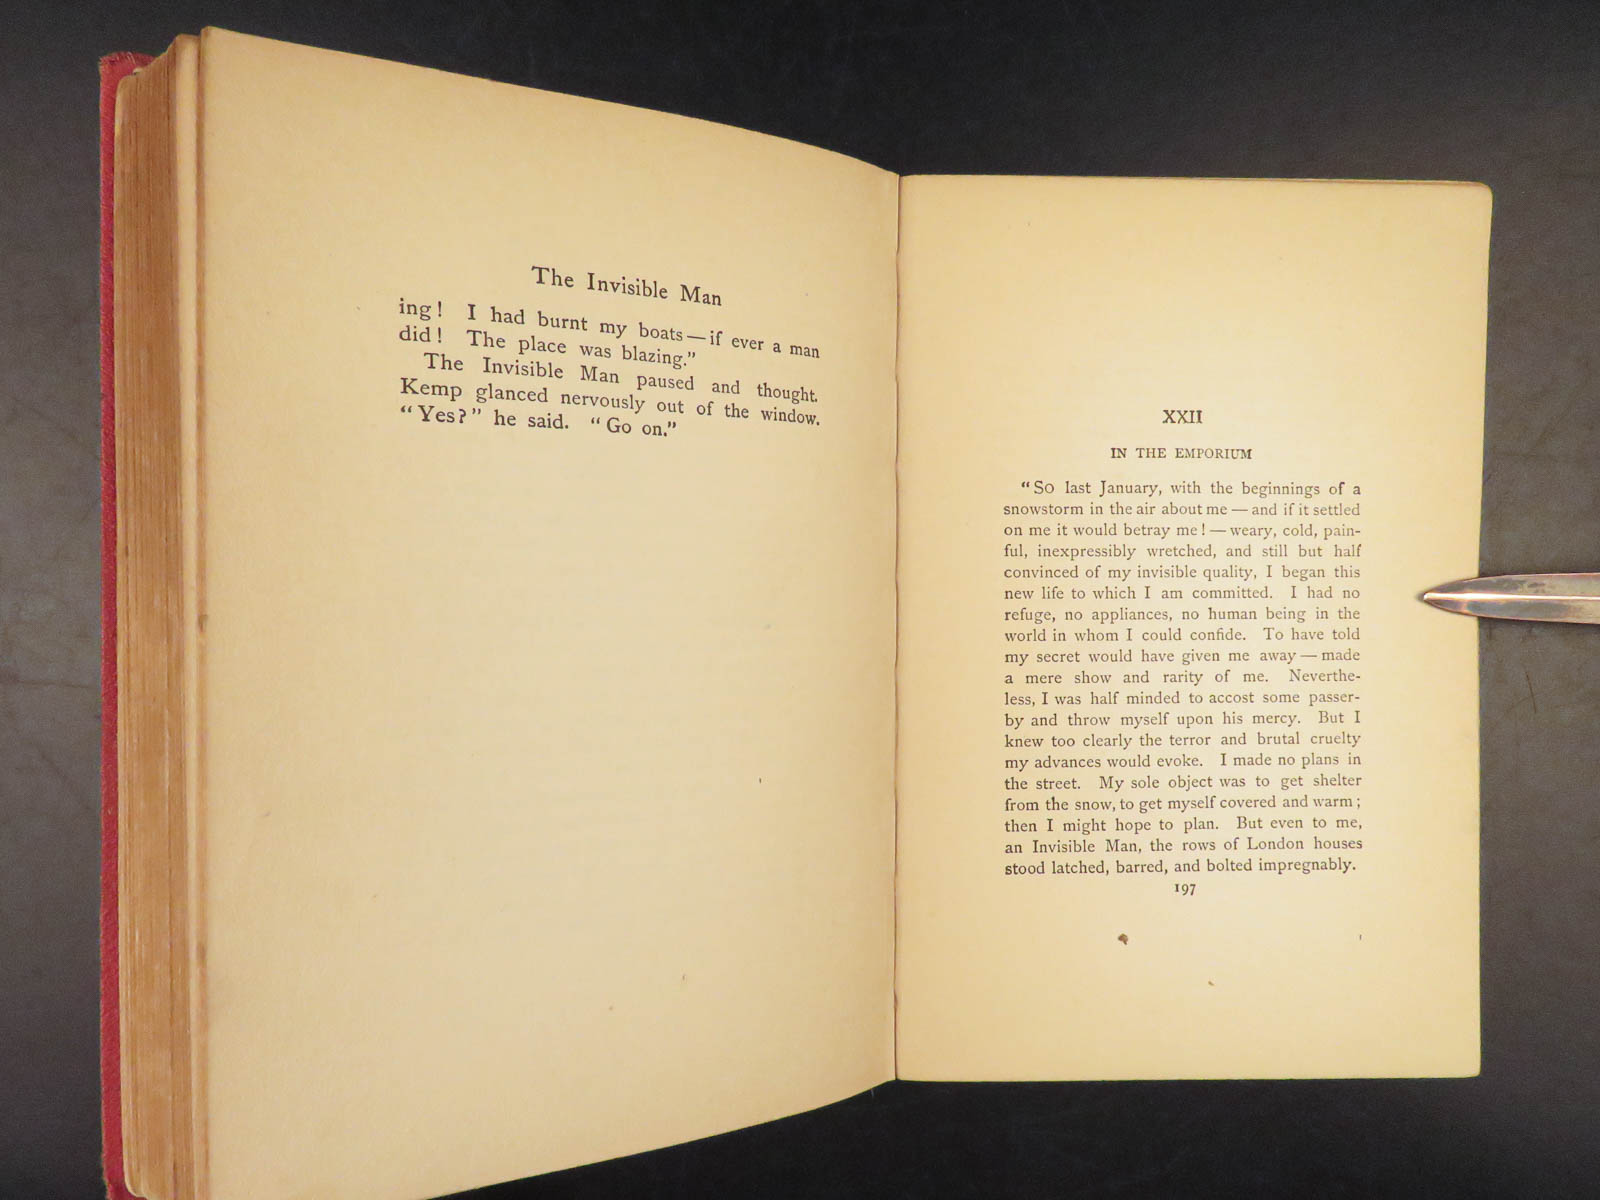 The Invisible Man
ing! I had burnt my boats — if ever a man
did! The place was blazing."
The Invisible Man paused and thought.
Kemp glanced nervously out of the window.
"Yes?" he said. "Go on."
XXII
IN THE EMPORIUM
"So last January, with the beginnings of a
snowstorm in the air about me — and if it settled
on me it would betray me! — weary, cold, pain-
ful, inexpressibly wretched, and still but half
convinced of my invisible quality, I began this
new life to which I am committed. I had no
refuge, no appliances, no human being in the
world in whom I could confide. To have told
my secret would have given me away — made
a mere show and rarity of me. Neverthe-
less, I was half minded to accost some passer-
by and throw myself upon his mercy. But I
knew too clearly the terror and brutal cruelty
my advances would evoke. I made no plans in
the street. My sole object was to get shelter
from the snow, to get myself covered and warm;
then I might hope to plan. But even to me,
an Invisible Man, the rows of London houses
stood latched, barred, and bolted impregnably.
197